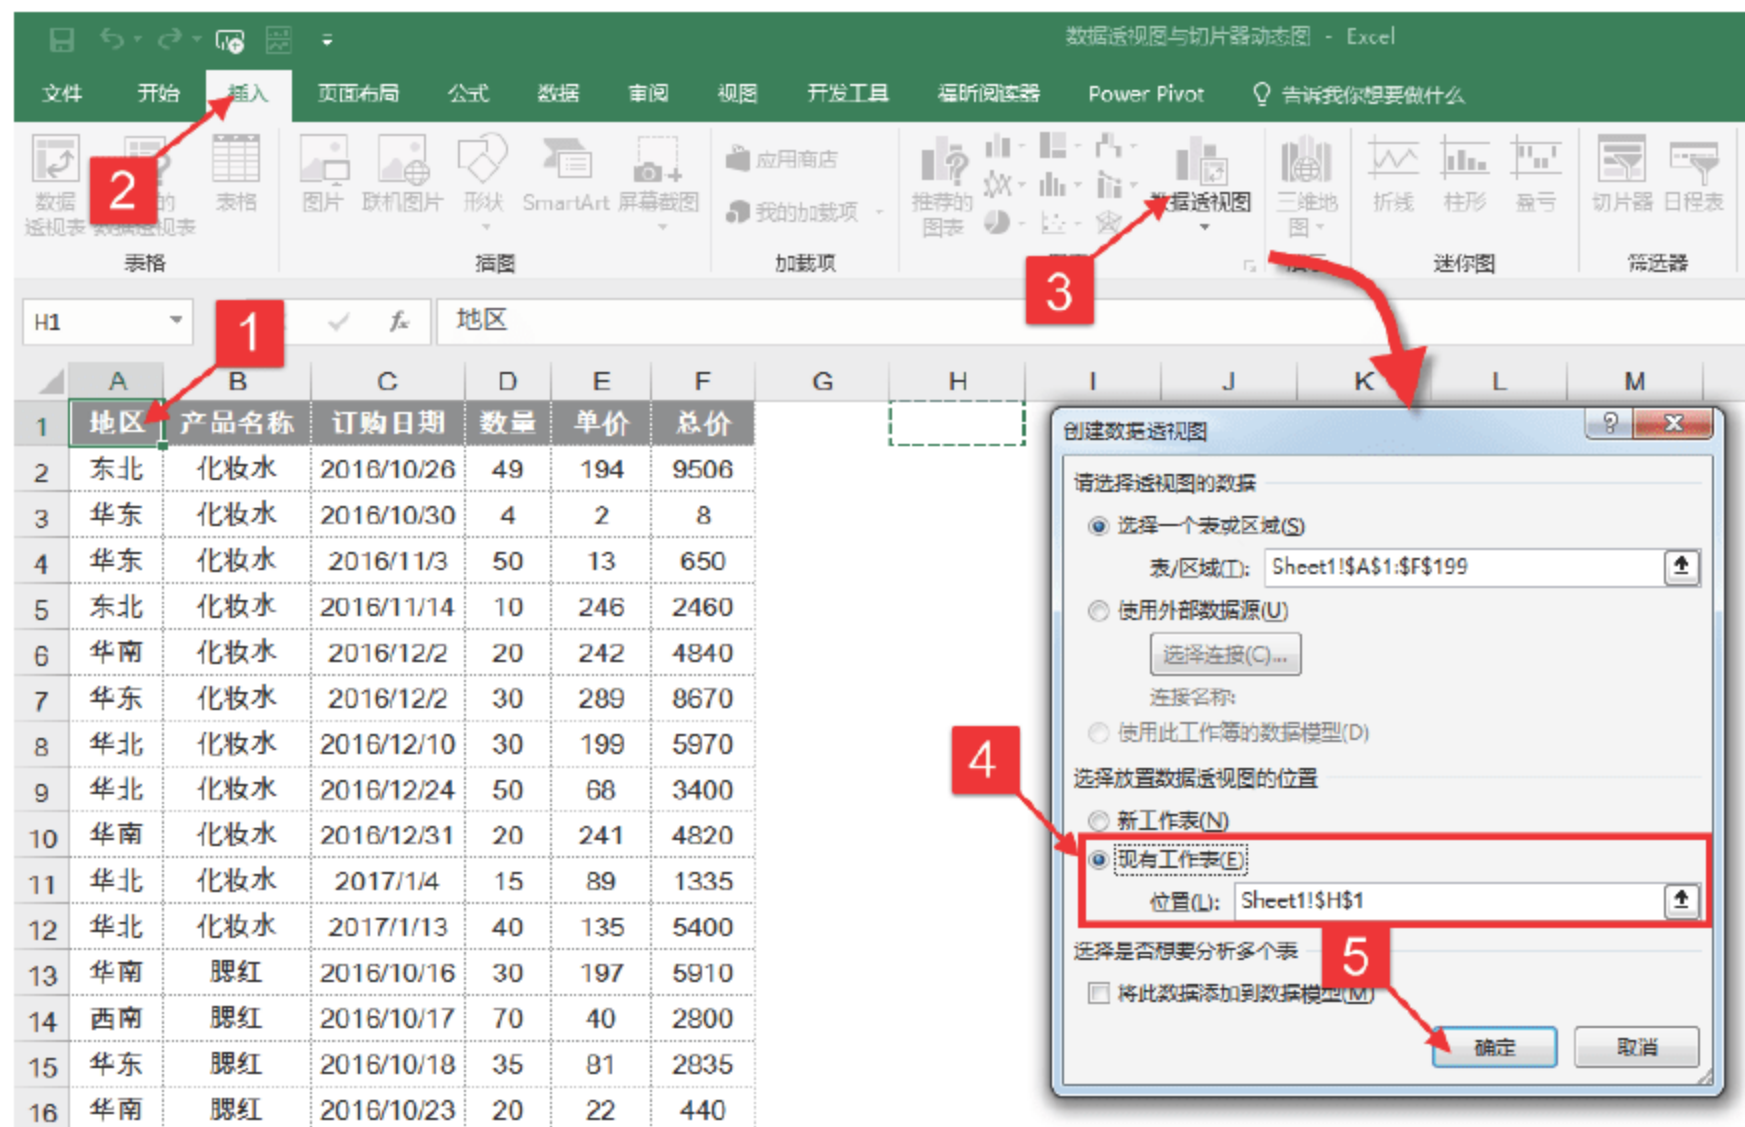 数据透视图与切片器动态图 - Excel
文件 开始 插入 页面布局 公式 数据 审阅 视图 开发工具 福昕阅读器 Power Pivot 告诉我你想要做什么
数据透视表 的数据透视表 表格 图片 联机图片 形状 SmartArt 屏幕截图 应用商店 我的加载项 推荐的图表 数据透视图 三维地图 折线 柱形 盈亏 切片器 日程表
表格 插图 加载项 迷你图 筛选器
2
3
1
H1 fx 地区
A B C D E F G H I J K L M
1 地区 产品名称 订购日期 数量 单价 总价
2 东北 化妆水 2016/10/26 49 194 9506
3 华东 化妆水 2016/10/30 4 2 8
4 华东 化妆水 2016/11/3 50 13 650
5 东北 化妆水 2016/11/14 10 246 2460
6 华南 化妆水 2016/12/2 20 242 4840
7 华东 化妆水 2016/12/2 30 289 8670
8 华北 化妆水 2016/12/10 30 199 5970
9 华北 化妆水 2016/12/24 50 68 3400
10 华南 化妆水 2016/12/31 20 241 4820
11 华北 化妆水 2017/1/4 15 89 1335
12 华北 化妆水 2017/1/13 40 135 5400
13 华南 腮红 2016/10/16 30 197 5910
14 西南 腮红 2016/10/17 70 40 2800
15 华东 腮红 2016/10/18 35 81 2835
16 华南 腮红 2016/10/23 20 22 440
创建数据透视图
请选择透视图的数据
选择一个表或区域(S)
表/区域(T): Sheet1!$A$1:$F$199
使用外部数据源(U)
选择连接(C)...
连接名称:
使用此工作簿的数据模型(D)
选择放置数据透视图的位置
新工作表(N)
4
现有工作表(E)
位置(L): Sheet1!$H$1
选择是否想要分析多个表
5
将此数据添加到数据模型(M)
确定 取消